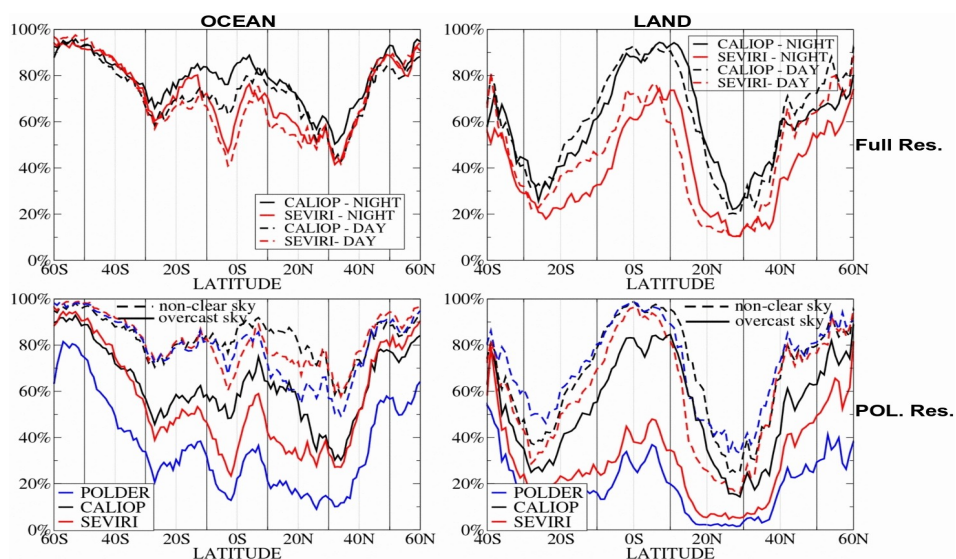 OCEAN
LAND
100%
80%
60%
40%
20%
0%
CALIOP - NIGHT
SEVIRI - NIGHT
CALIOP - DAY
SEVIRI- DAY
60S 40S 20S 0S 20N 40N 60N
LATITUDE
100%
80%
60%
40%
20%
0%
CALIOP - NIGHT
SEVIRI - NIGHT
CALIOP - DAY
SEVIRI- DAY
40S 20S 0S 20N 40N 60N
LATITUDE
Full Res.
100%
80%
60%
40%
20%
0%
non-clear sky
overcast sky
POLDER
CALIOP
SEVIRI
60S 40S 20S 0S 20N 40N 60N
LATITUDE
100%
80%
60%
40%
20%
0%
non-clear sky
overcast sky
POLDER
CALIOP
SEVIRI
40S 20S 0S 20N 40N 60N
LATITUDE
POL. Res.